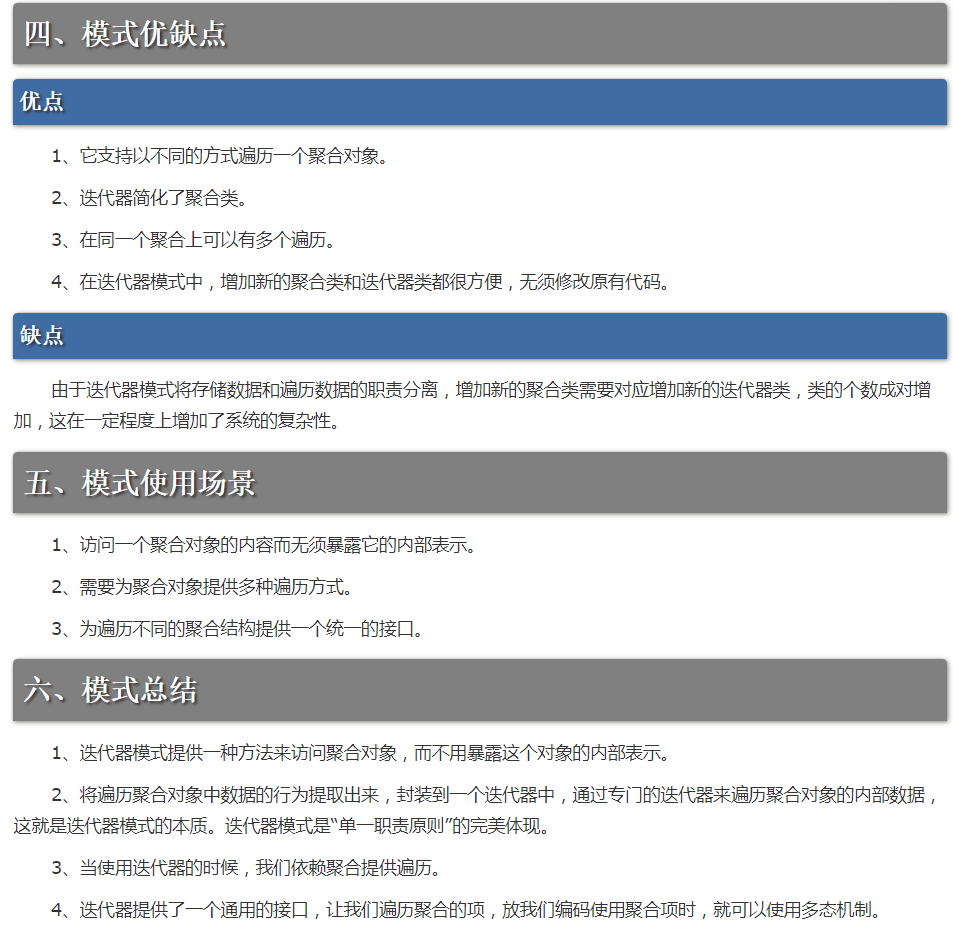 四、模式优缺点
优点
1、它支持以不同的方式遍历一个聚合对象。
2、迭代器简化了聚合类。
3、在同一个聚合上可以有多个遍历。
4、在迭代器模式中，增加新的聚合类和迭代器类都很方便，无须修改原有代码。
缺点
由于迭代器模式将存储数据和遍历数据的职责分离，增加新的聚合类需要对应增加新的迭代器类，类的个数成对增
加，这在一定程度上增加了系统的复杂性。
五、模式使用场景
1、访问一个聚合对象的内容而无须暴露它的内部表示。
2、需要为聚合对象提供多种遍历方式。
3、为遍历不同的聚合结构提供一个统一的接口。
六、模式总结
1、迭代器模式提供一种方法来访问聚合对象，而不用暴露这个对象的内部表示。
2、将遍历聚合对象中数据的行为提取出来，封装到一个迭代器中，通过专门的迭代器来遍历聚合对象的内部数据，
这就是迭代器模式的本质。迭代器模式是“单一职责原则”的完美体现。
3、当使用迭代器的时候，我们依赖聚合提供遍历。
4、迭代器提供了一个通用的接口，让我们遍历聚合的项，放我们编码使用聚合项时，就可以使用多态机制。